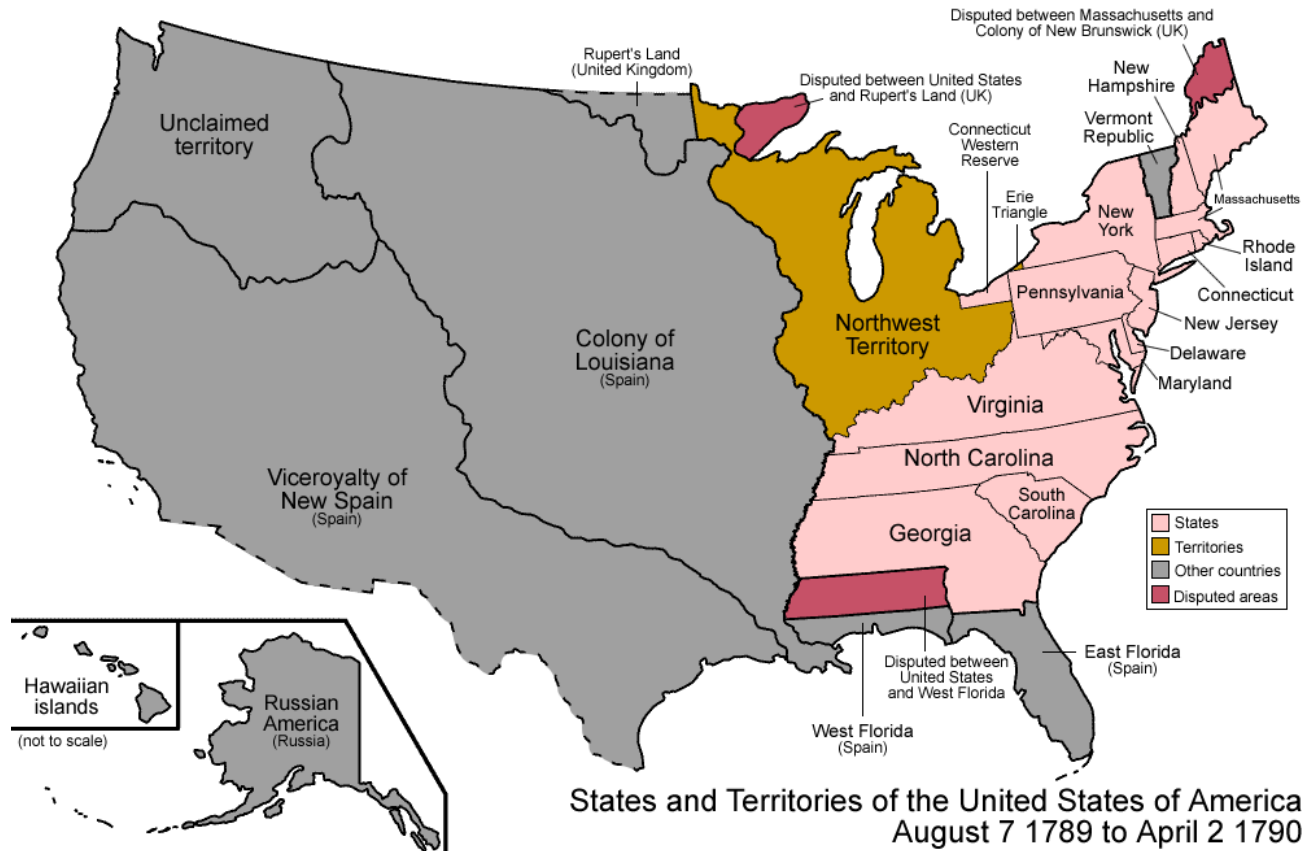 Disputed between Massachusetts and
Colony of New Brunswick (UK)
Rupert's Land
(United Kingdom)
Disputed between United States
and Rupert's Land (UK)
New
Hampshire
Vermont
Republic
Unclaimed
territory
Connecticut
Western
Reserve
Erie
Triangle
Massachusetts
New
York
Rhode
Island
Pennsylvania
Connecticut
New Jersey
Northwest
Territory
Colony of
Louisiana
(Spain)
Delaware
Maryland
Virginia
North Carolina
Viceroyalty of
New Spain
(Spain)
South
Carolina
Georgia
States
Territories
Other countries
Disputed areas
East Florida
(Spain)
Disputed between
United States
and West Florida
West Florida
(Spain)
Hawaiian
islands
(not to scale)
Russian
America
(Russia)
States and Territories of the United States of America
August 7 1789 to April 2 1790